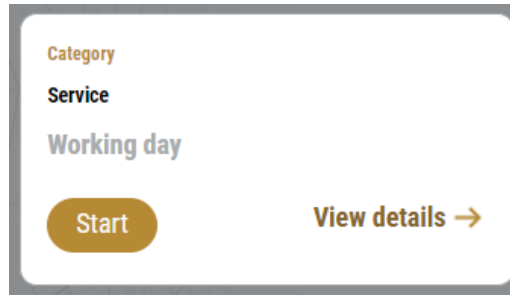 Category
Service
Working day
Start
View details →